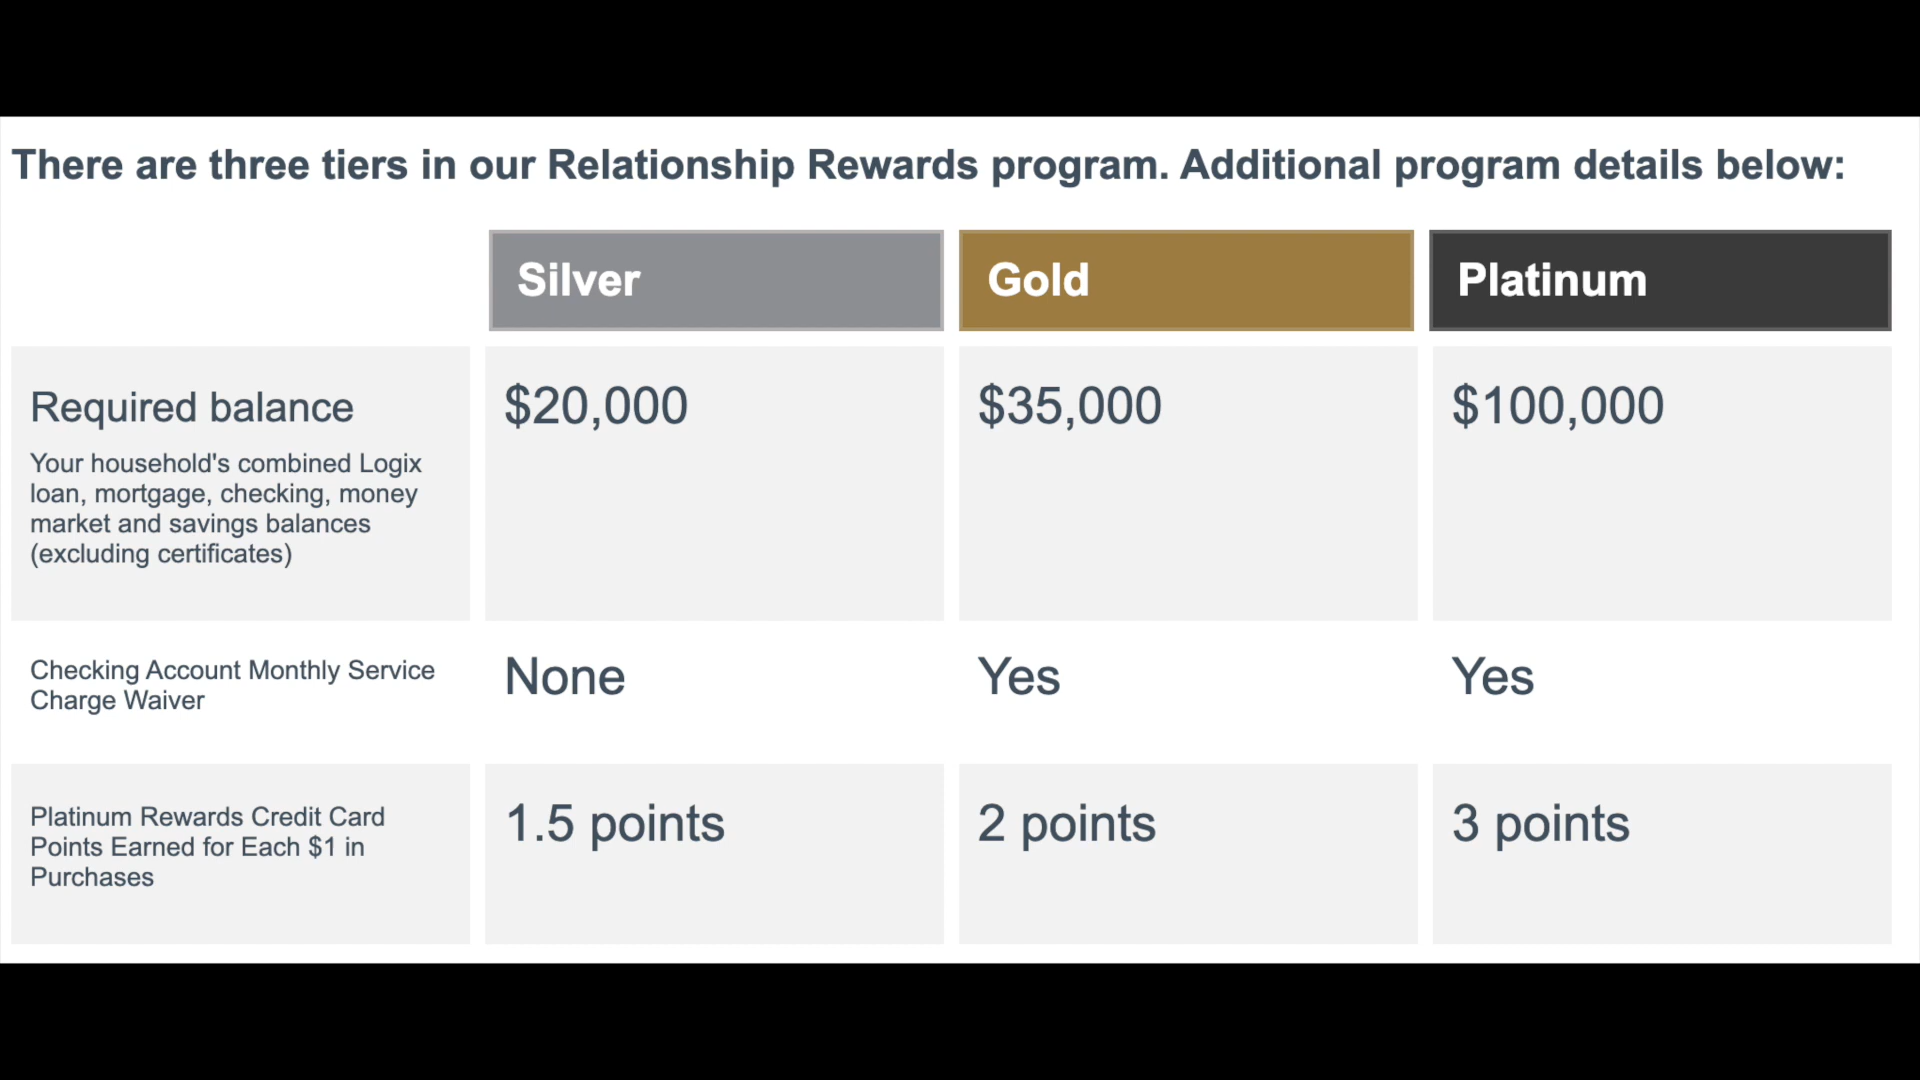 There are three tiers in our Relationship Rewards program. Additional program details below:
Silver
Gold
Platinum
Required balance
Your household's combined Logix
loan, mortgage, checking, money
market and savings balances
(excluding certificates)
$20,000
$35,000
$100,000
Checking Account Monthly Service
Charge Waiver
None
Yes
Yes
Platinum Rewards Credit Card
Points Earned for Each $1 in
Purchases
1.5 points
2 points
3 points